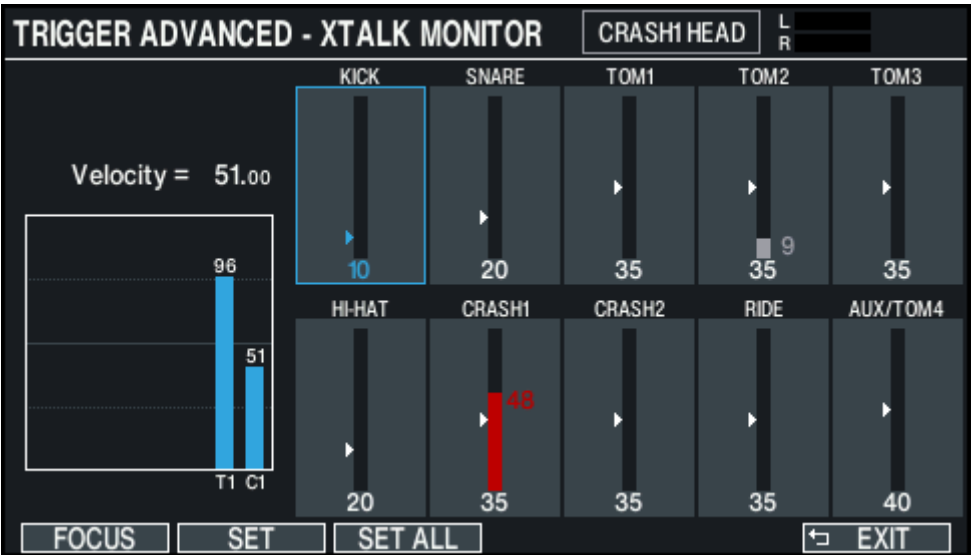 TRIGGER ADVANCED - XTALK MONITOR CRASH1 HEAD L
R
KICK SNARE TOM1 TOM2 TOM3
Velocity = 51.00
9
10 20 35 35 35
96
51
T1 C1
HI-HAT CRASH1 CRASH2 RIDE AUX/TOM4
48
20 35 35 35 40
FOCUS SET SET ALL EXIT